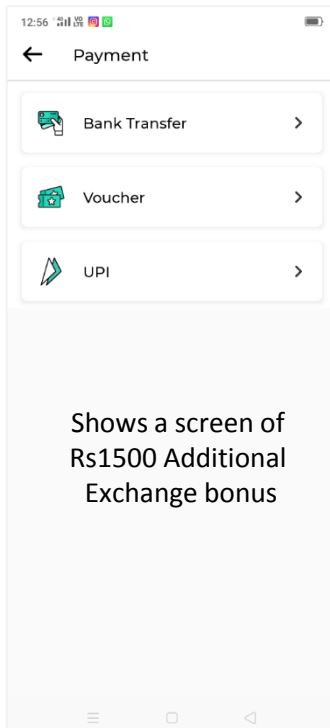 12:56
Payment
Bank Transfer
Voucher
UPI
Shows a screen of
Rs1500 Additional
Exchange bonus